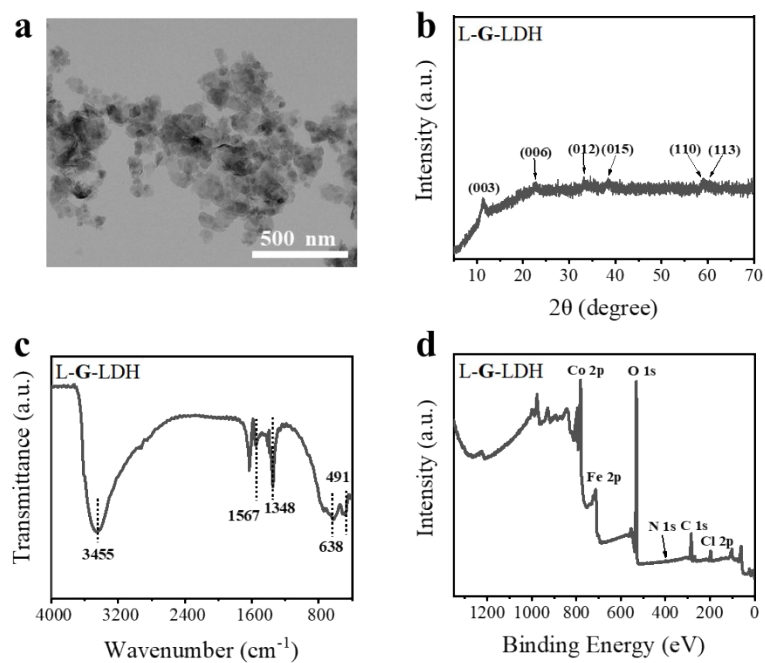 a
500 nm
b
L-G-LDH
(003)
(006)
(012)
(015)
(110)
(113)
Intensity (a.u.)
10 20 30 40 50 60 70
2θ (degree)
c
L-G-LDH
3455
1567
1348
638
491
Transmittance (a.u.)
4000 3200 2400 1600 800
Wavenumber (cm⁻¹)
d
L-G-LDH
Co 2p
O 1s
Fe 2p
N 1s
C 1s
Cl 2p
Intensity (a.u.)
1200 1000 800 600 400 200 0
Binding Energy (eV)